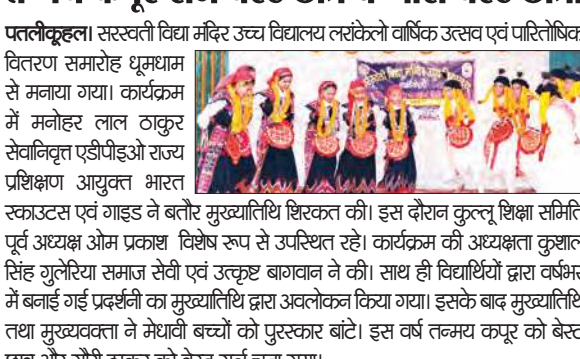 पतलीकूहल। सरस्वती विद्या मंदिर उच्च विद्यालय लरांकेलो वार्षिक उत्सव एवं पारितोषिक
वितरण समारोह धूमधाम
से मनाया गया। कार्यक्रम
में मनोहर लाल ठाकुर
सेवानिवृत्त एडीपीइओ राज्य
प्रशिक्षण आयुक्त भारत
स्काउटस एवं गाइड ने बतौर मुख्यातिथि शिरकत की। इस दौरान कुल्लू शिक्षा समिति
पूर्व अध्यक्ष ओम प्रकाश विशेष रूप से उपस्थित रहे। कार्यक्रम की अध्यक्षता कुशाल
सिंह गुलेरिया समाज सेवी एवं उत्कृष्ट बागवान ने की। साथ ही विद्यार्थियों द्वारा वर्षभर
में बनाई गई प्रदर्शनी का मुख्यातिथि द्वारा अवलोकन किया गया। इसके बाद मुख्यातिथि
तथा मुख्यवक्ता ने मेधावी बच्चों को पुरस्कार बांटे। इस वर्ष तन्मय कपूर को बेस्ट